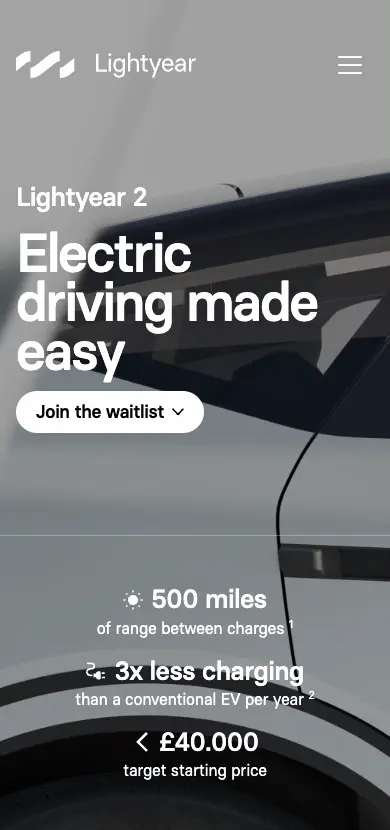 Lightyear
Lightyear 2
Electric
driving made
easy
Join the waitlist
500 miles
of range between charges ¹
3x less charging
than a conventional EV per year ²
< £40.000
target starting price